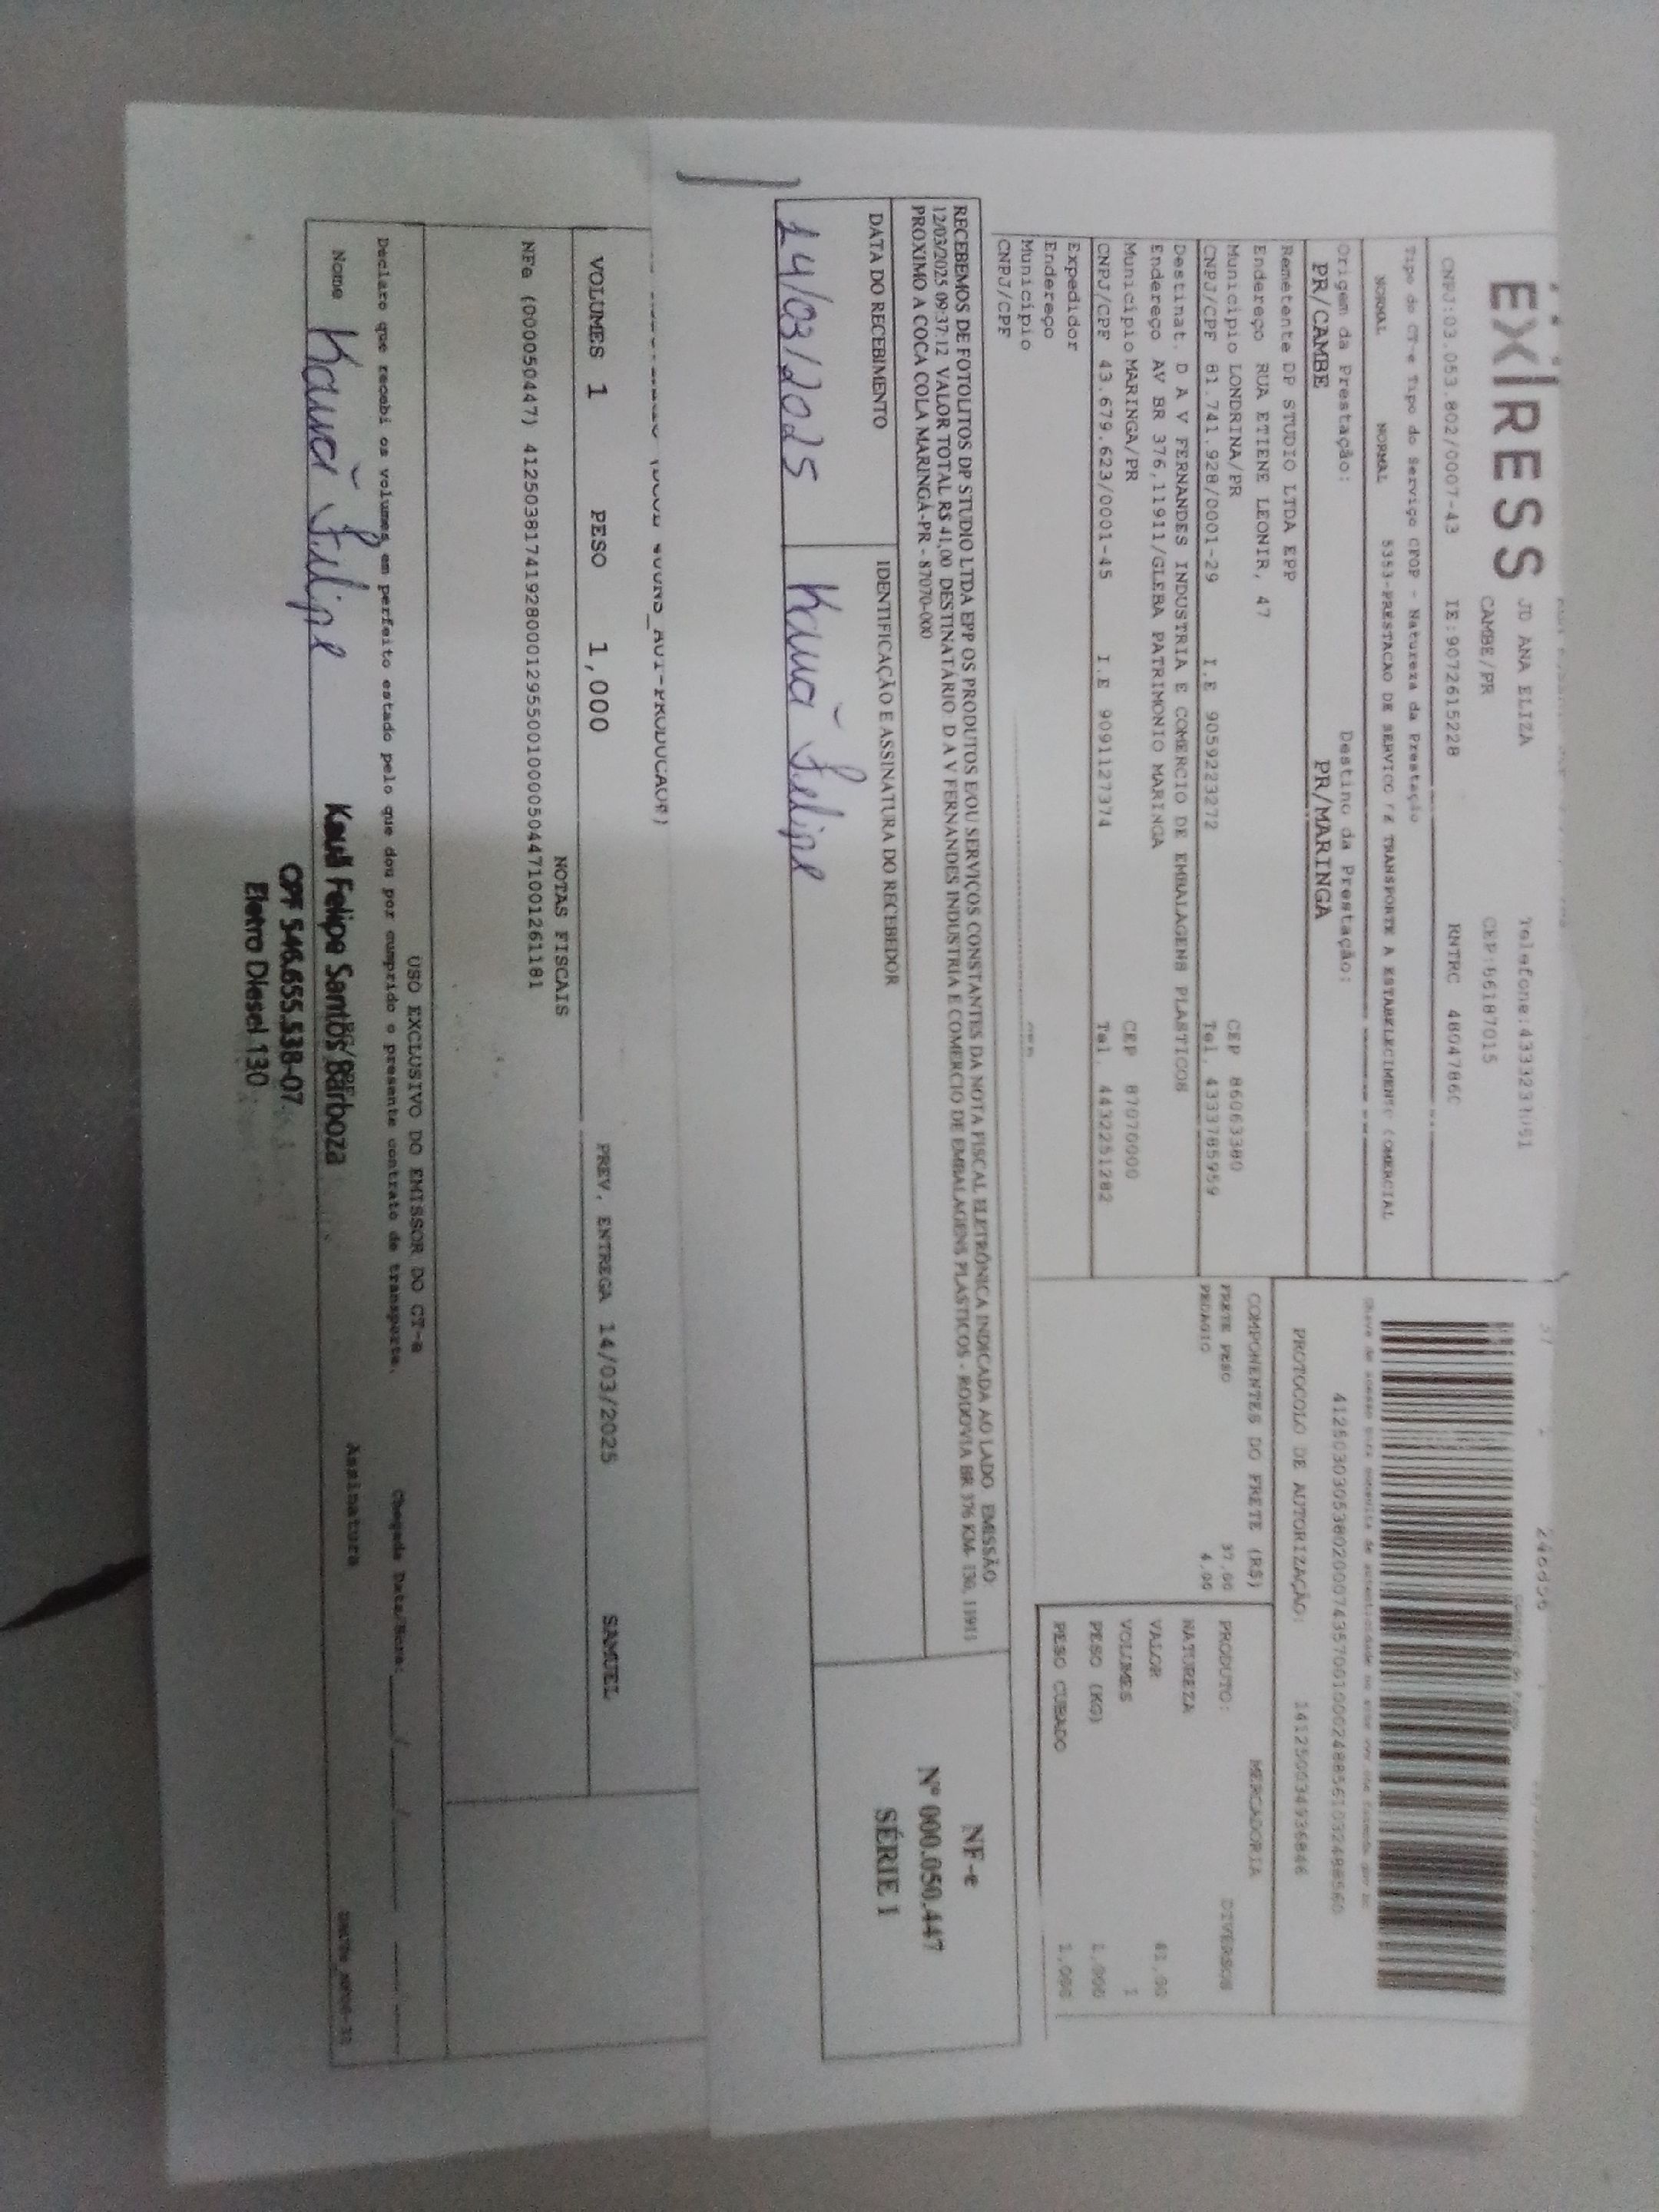 EXPRESS
JD ANA ELIZA Telefone:
CAMBE/PR CEP:86187015
CNPJ:03.053.802/0007-43 IE:9072615228 RNTRC
Tipo do CT-e Tipo do Serviço CFOP - Natureza da Prestação
NORMAL NORMAL 5353-PRESTACAO DE SERVICO DE TRANSPORTE A ESTABELECIMENTO COMERCIAL
Origem da Prestação: Destino da Prestação:
PR/CAMBE PR/MARINGA
Remetente DP STUDIO LTDA EPP
Endereço RUA ETIENE LEONIR, 47
Município LONDRINA/PR CEP 86063380
CNPJ/CPF 81.741.928/0001-29 I.E 9059223272 Tel. 4333785959
Destinat. D A V FERNANDES INDUSTRIA E COMERCIO DE EMBALAGENS PLASTICOS
Endereço AV BR 376,11911/GLEBA PATRIMONIO MARINGA
Município MARINGA/PR CEP 87070000
CNPJ/CPF 43.679.623/0001-45 I.E 9091127374 Tel. 4432251282
Expedidor
Endereço
Município CEP
CNPJ/CPF
PROTOCOLO DE AUTORIZAÇÃO:
COMPONENTES DO FRETE (R$)
FRETE PESO 37,00
PEDAGIO 4,00
MERCADORIA
PRODUTO: DIVERSOS
NATUREZA
VALOR 41,00
VOLUMES 1
PESO (KG) 1,000
PESO CUBADO 1,000
RECEBEMOS DE FOTOLITOS DP STUDIO LTDA EPP OS PRODUTOS E/OU SERVIÇOS CONSTANTES DA NOTA FISCAL ELETRÔNICA INDICADA AO LADO EMISSÃO:
12/03/2025 09:37:12 VALOR TOTAL R$ 41,00 DESTINATÁRIO D A V FERNANDES INDUSTRIA E COMERCIO DE EMBALAGENS PLASTICOS - RODOVIA BR 376 KM- 130, 11911
PROXIMO A COCA COLA MARINGÁ-PR - 87070-000
DATA DO RECEBIMENTO IDENTIFICAÇÃO E ASSINATURA DO RECEBEDOR
14/03/2025 Kauã Felipe
NF-e
Nº 000.050.447
SÉRIE 1
VOLUMES 1 PESO 1,000 PREV. ENTREGA 14/03/2025 SAMUEL
NOTAS FISCAIS
NFe (000050447) 41250381741928000129550010000504471001261181
USO EXCLUSIVO DO EMISSOR DO CT-e
Declaro que recebi os volumes em perfeito estado pelo que dou por cumprido o presente contrato de transporte. Chegada Data/Hora: / /
Nome Kauã Felipe Assinatura
Kauã Felipe Santos Barboza
CPF 546.655.538-07
Eletro Diesel 130